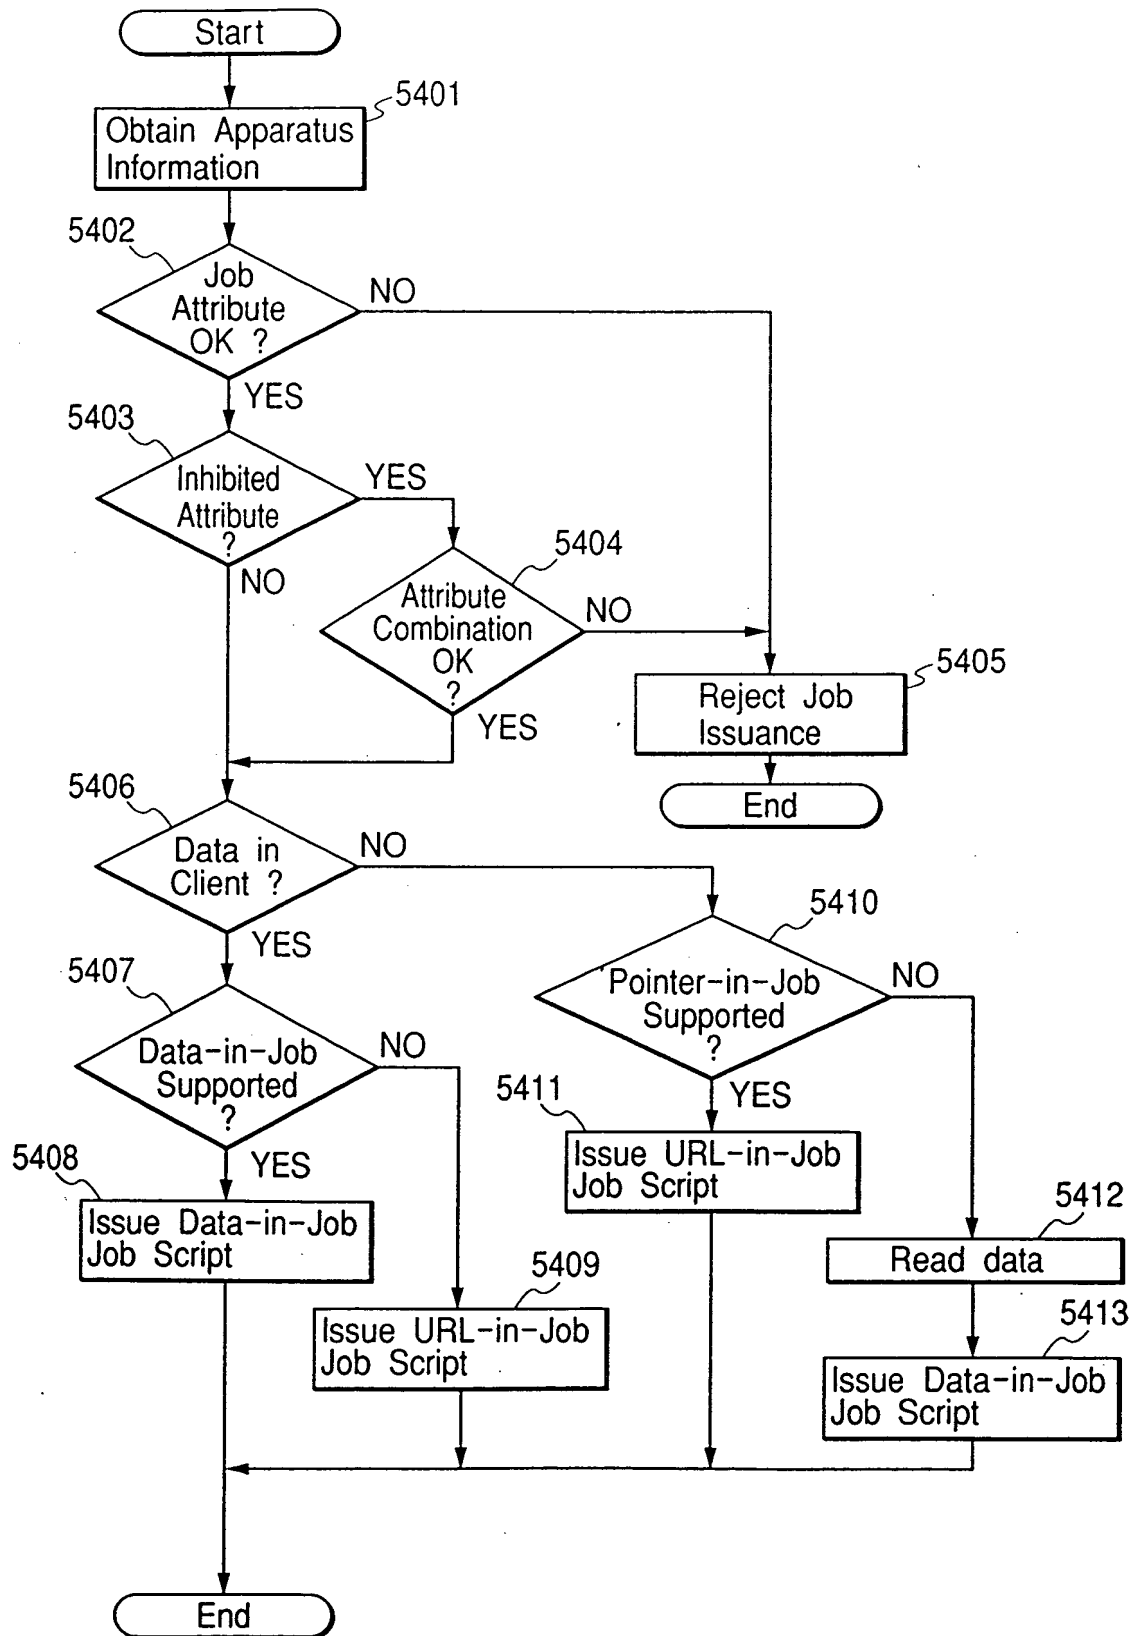 Start
5401
Obtain Apparatus
Information
5402
Job
Attribute
OK ?
NO
YES
5403
Inhibited
Attribute
?
YES
NO
5404
Attribute
Combination
OK
?
NO
YES
5405
Reject Job
Issuance
End
5406
Data in
Client ?
NO
YES
5407
Data-in-Job
Supported
?
NO
YES
5408
Issue Data-in-Job
Job Script
5409
Issue URL-in-Job
Job Script
5410
Pointer-in-Job
Supported
?
NO
YES
5411
Issue URL-in-Job
Job Script
5412
Read data
5413
Issue Data-in-Job
Job Script
End